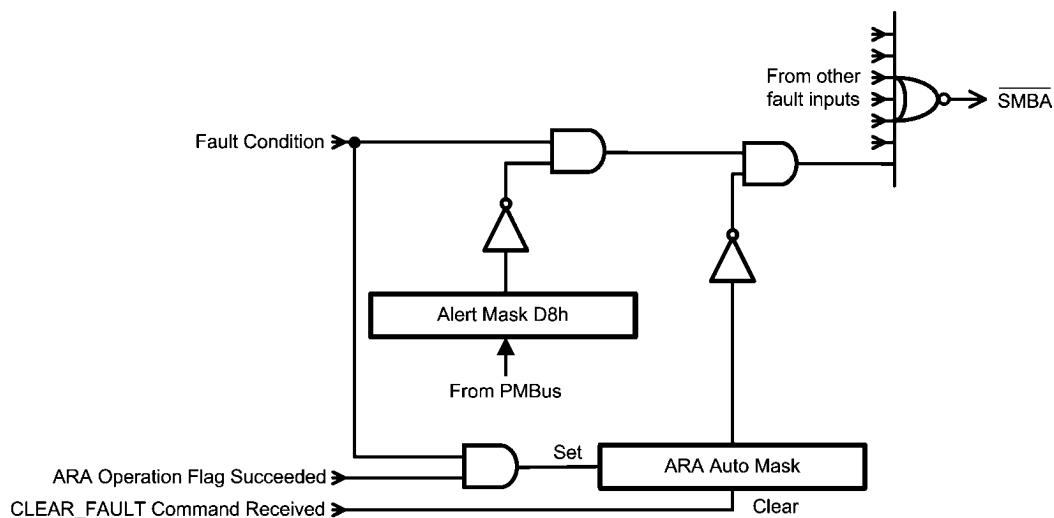 From other
fault inputs
S̅M̅B̅A̅
Fault Condition
Alert Mask D8h
From PMBus
Set
ARA Auto Mask
ARA Operation Flag Succeeded
CLEAR_FAULT Command Received
Clear